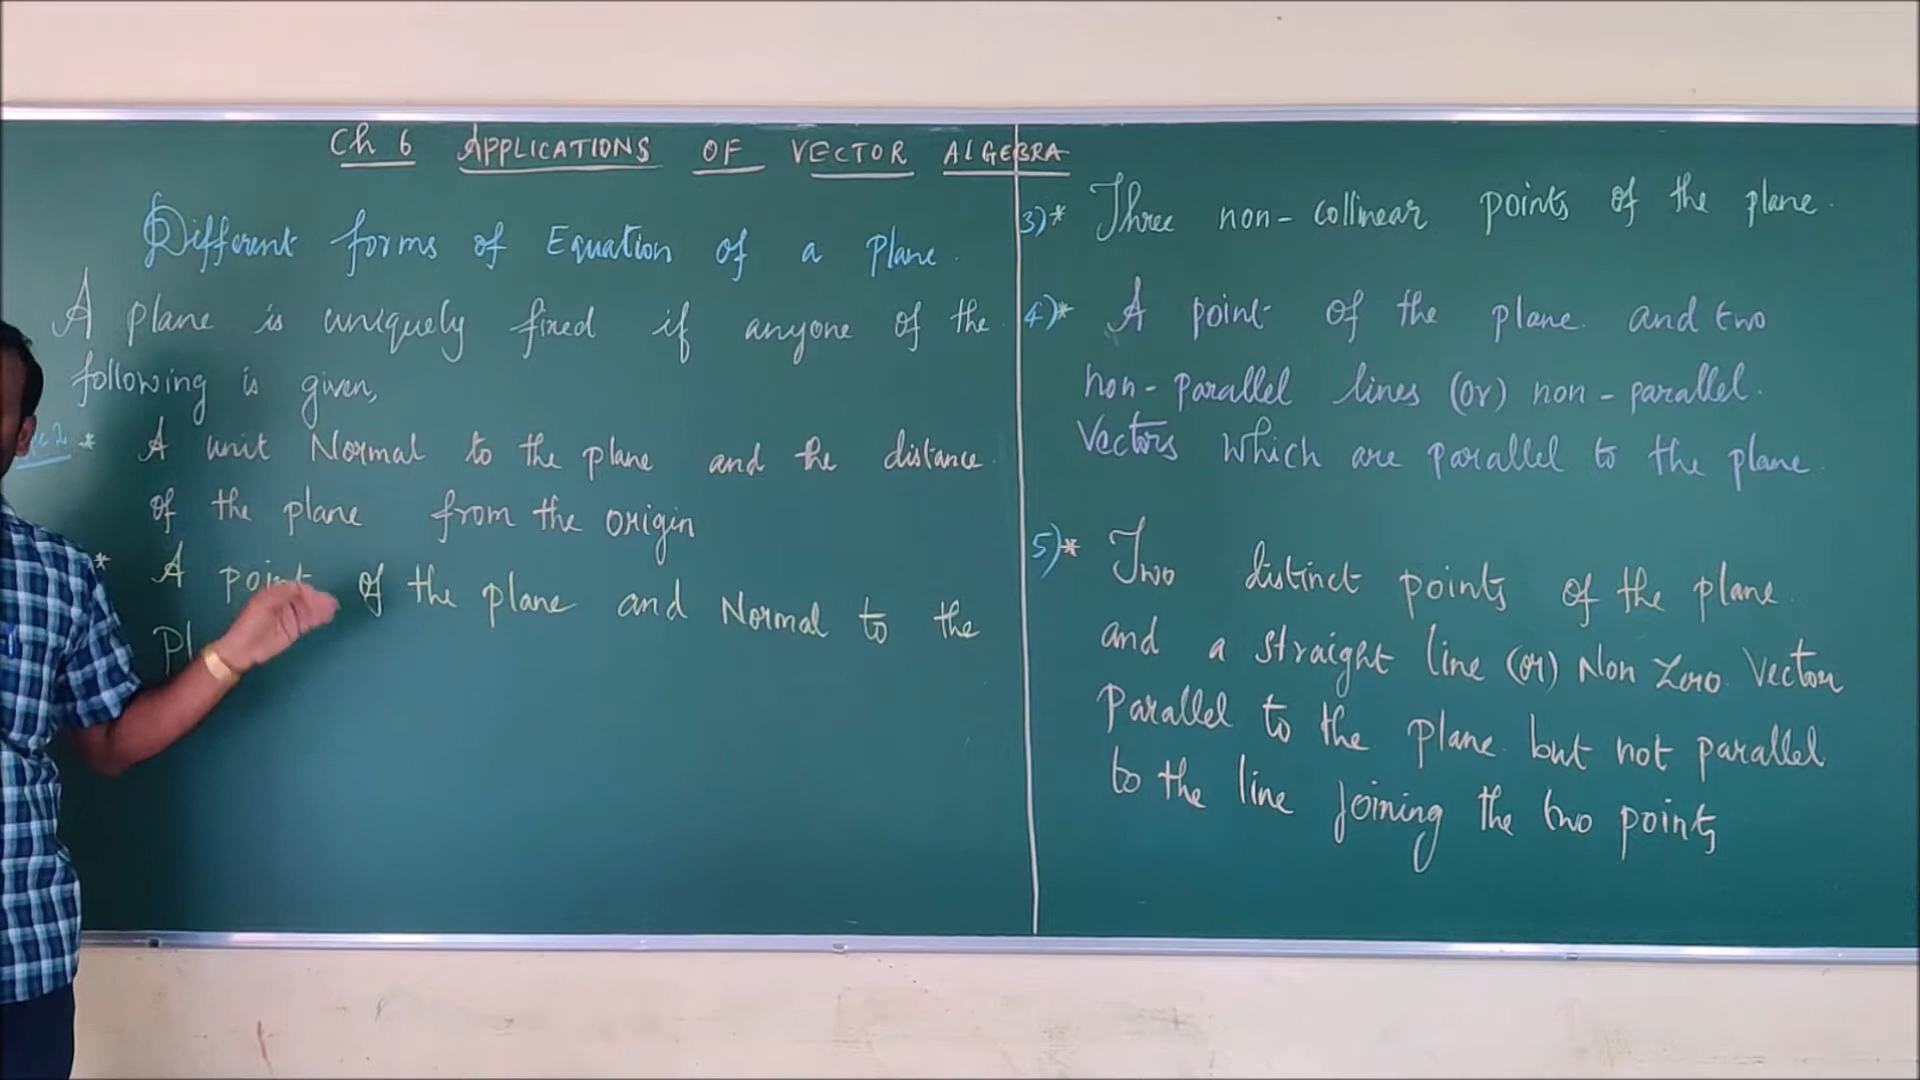 Ch 6 APPLICATIONS OF VECTOR ALGEBRA
Different forms of Equation of a Plane.
A plane is uniquely fixed if anyone of the
following is given,
* A unit Normal to the plane and the distance
of the plane from the origin
* A point of the plane and Normal to the
Pl
3)* Three non-collinear points of the plane.
4)* A point of the plane and two
non-parallel lines (or) non-parallel
Vectors which are parallel to the plane.
5)* Two distinct points of the plane
and a straight line (or) Non Zero Vector
Parallel to the plane but not parallel
to the line joining the two points